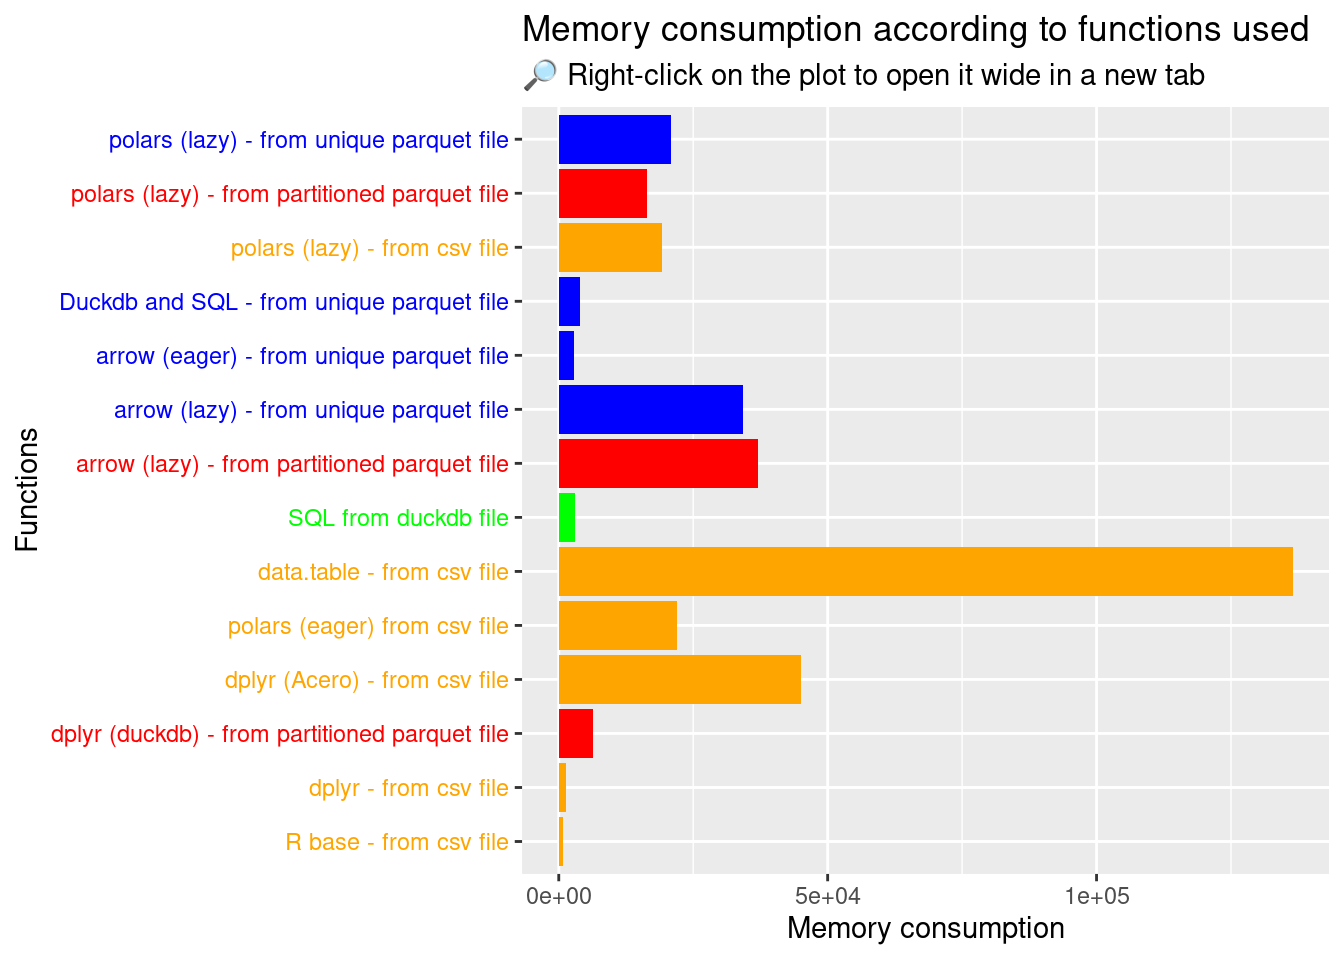 Memory consumption according to functions used
🔎 Right-click on the plot to open it wide in a new tab
polars (lazy) - from unique parquet file
polars (lazy) - from partitioned parquet file
polars (lazy) - from csv file
Duckdb and SQL - from unique parquet file
arrow (eager) - from unique parquet file
arrow (lazy) - from unique parquet file
arrow (lazy) - from partitioned parquet file
SQL from duckdb file
data.table - from csv file
polars (eager) from csv file
dplyr (Acero) - from csv file
dplyr (duckdb) - from partitioned parquet file
dplyr - from csv file
R base - from csv file
Functions
0e+00 5e+04 1e+05
Memory consumption